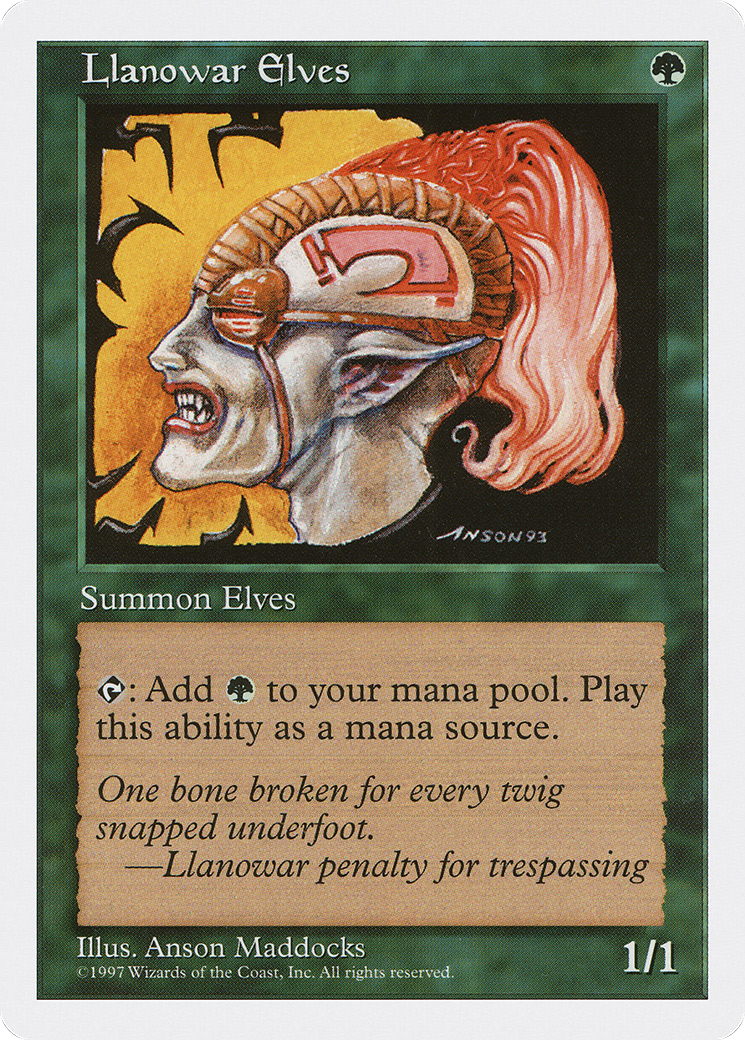 Llanowar Elves
ANSON93
Summon Elves
: Add to your mana pool. Play
this ability as a mana source.
One bone broken for every twig
snapped underfoot.
—Llanowar penalty for trespassing
Illus. Anson Maddocks
©1997 Wizards of the Coast, Inc. All rights reserved.
1/1